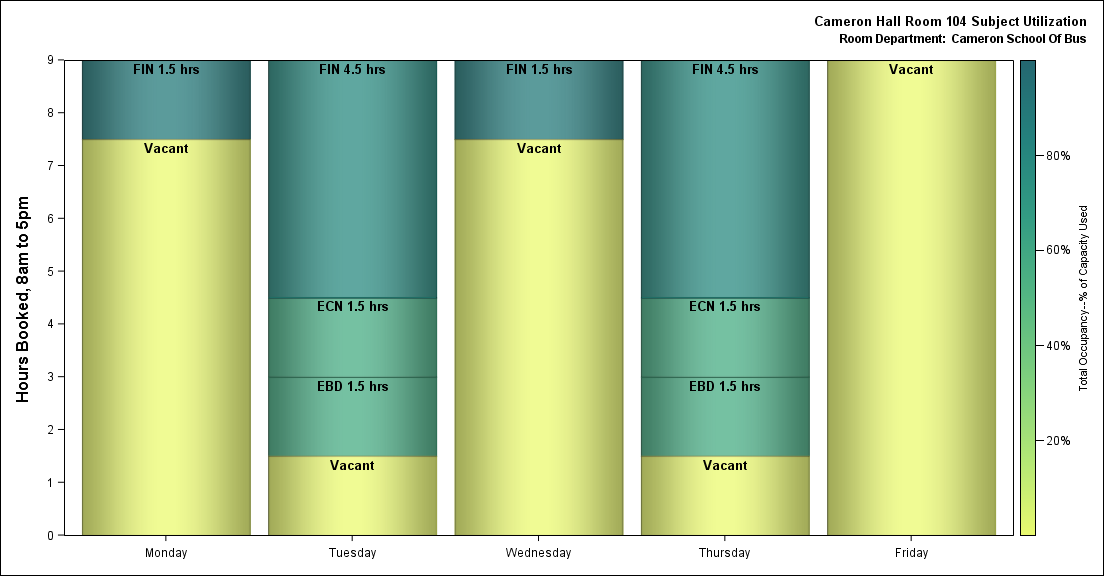 Cameron Hall Room 104 Subject Utilization
Room Department: Cameron School Of Bus
Hours Booked, 8am to 5pm
9
8
7
6
5
4
3
2
1
0
FIN 1.5 hrs
Vacant
FIN 4.5 hrs
ECN 1.5 hrs
EBD 1.5 hrs
Vacant
FIN 1.5 hrs
Vacant
FIN 4.5 hrs
ECN 1.5 hrs
EBD 1.5 hrs
Vacant
Vacant
Monday
Tuesday
Wednesday
Thursday
Friday
80%
60%
40%
20%
Total Occupancy--% of Capacity Used